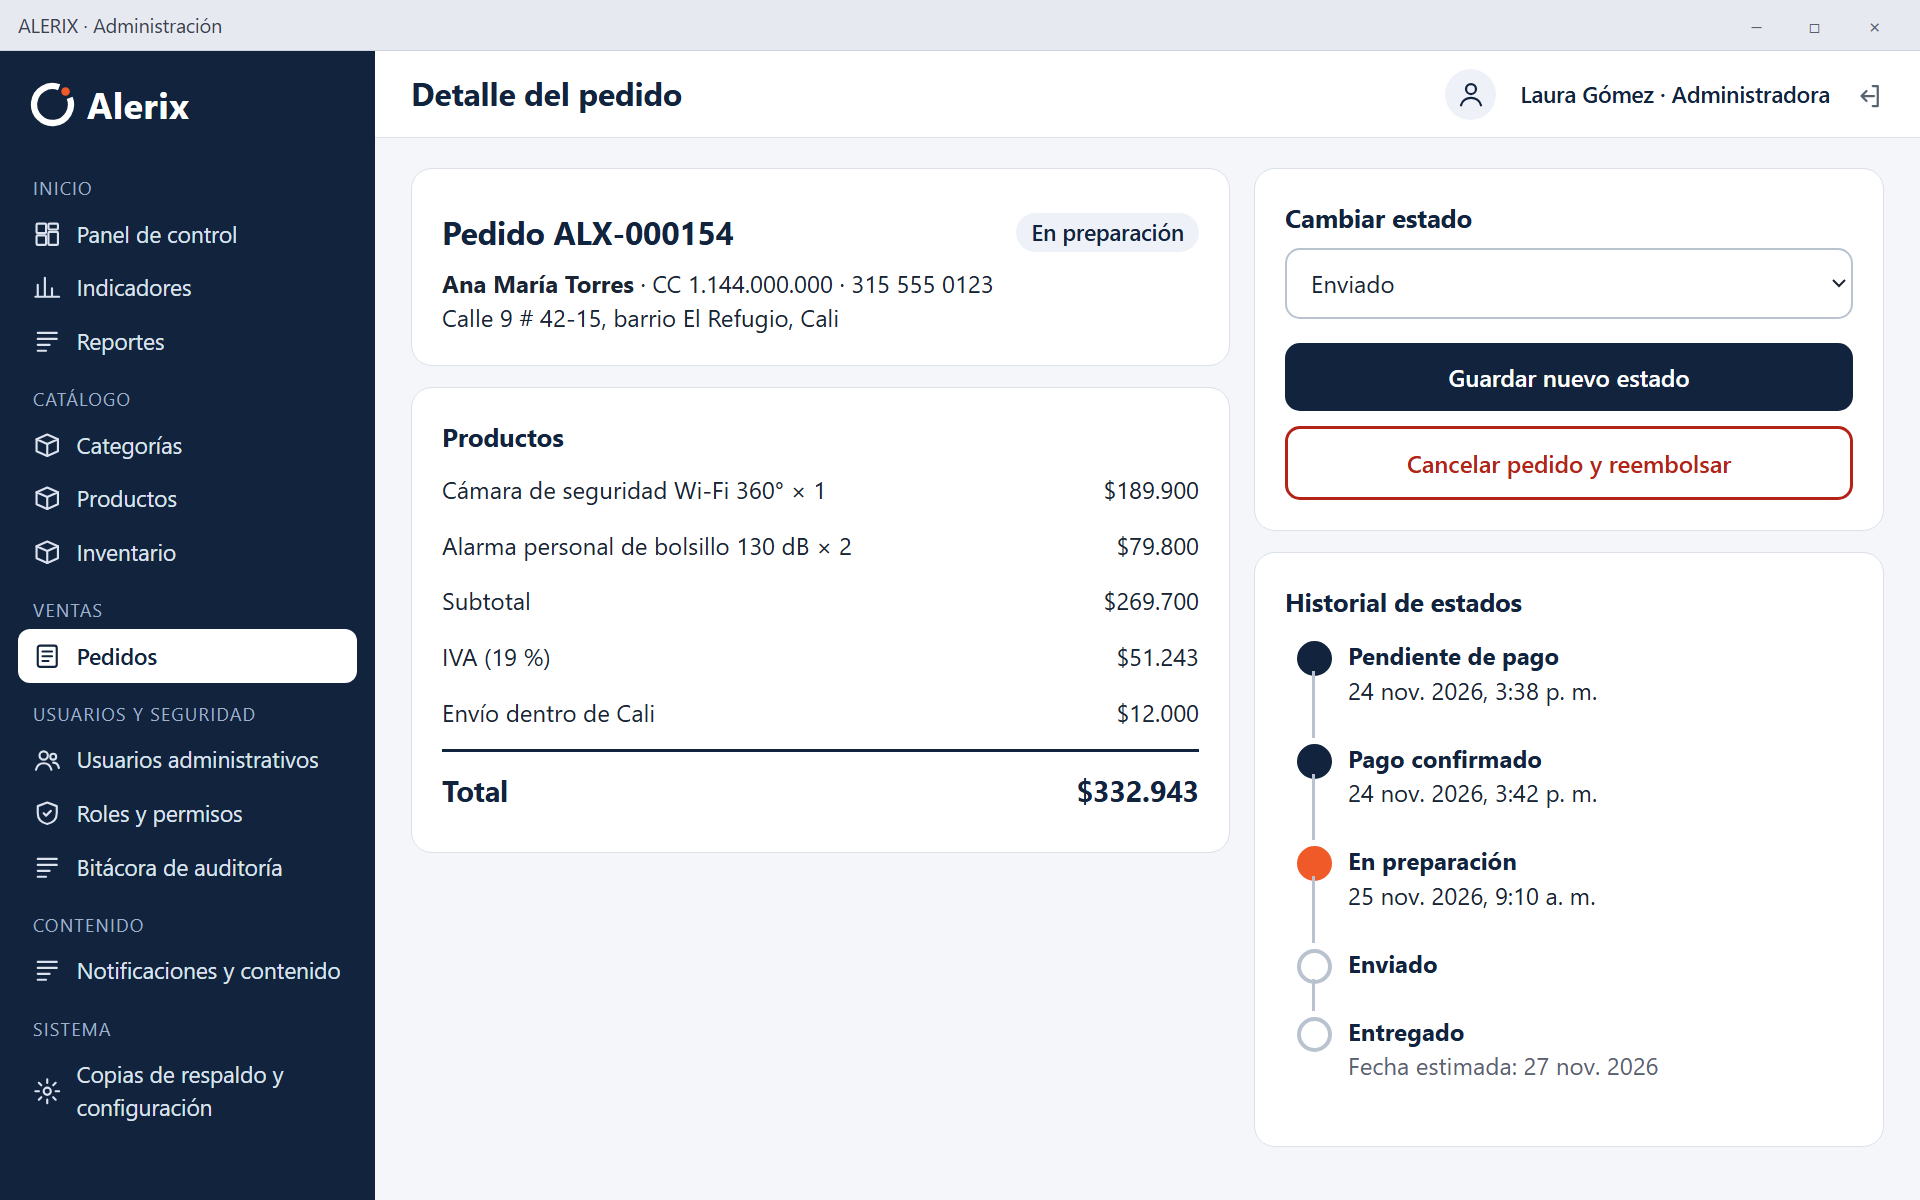 ALERIX · Administración
Alerix
INICIO
Panel de control
Indicadores
Reportes
CATÁLOGO
Categorías
Productos
Inventario
VENTAS
Pedidos
USUARIOS Y SEGURIDAD
Usuarios administrativos
Roles y permisos
Bitácora de auditoría
CONTENIDO
Notificaciones y contenido
SISTEMA
Copias de respaldo y
configuración
Detalle del pedido
Laura Gómez · Administradora
Pedido ALX-000154
En preparación
Ana María Torres · CC 1.144.000.000 · 315 555 0123
Calle 9 # 42-15, barrio El Refugio, Cali
Productos
Cámara de seguridad Wi-Fi 360° × 1 $189.900
Alarma personal de bolsillo 130 dB × 2 $79.800
Subtotal $269.700
IVA (19 %) $51.243
Envío dentro de Cali $12.000
Total $332.943
Cambiar estado
Enviado
Guardar nuevo estado
Cancelar pedido y reembolsar
Historial de estados
Pendiente de pago
24 nov. 2026, 3:38 p. m.
Pago confirmado
24 nov. 2026, 3:42 p. m.
En preparación
25 nov. 2026, 9:10 a. m.
Enviado
Entregado
Fecha estimada: 27 nov. 2026